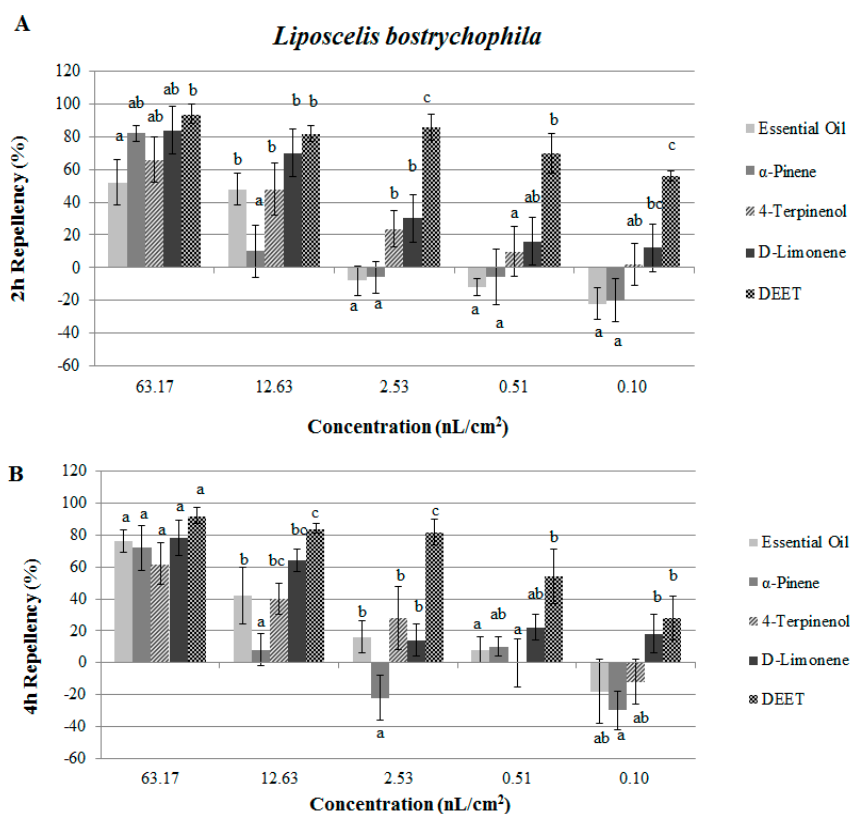 A
Liposcelis bostrychophila
120
100
80
60
40
20
0
-20
-40
-60
2h Repellency (%)
a ab ab ab b
b a b b b
a a b b c
a a a ab b
a a ab bc c
63.17 12.63 2.53 0.51 0.10
Concentration (nL/cm²)
Essential Oil
α-Pinene
4-Terpinenol
D-Limonene
DEET
B
120
100
80
60
40
20
0
-20
-40
-60
4h Repellency (%)
a a a a a
b a bc bc c
b a b b c
a ab a ab b
ab a ab b b
63.17 12.63 2.53 0.51 0.10
Concentration (nL/cm²)
Essential Oil
α-Pinene
4-Terpinenol
D-Limonene
DEET